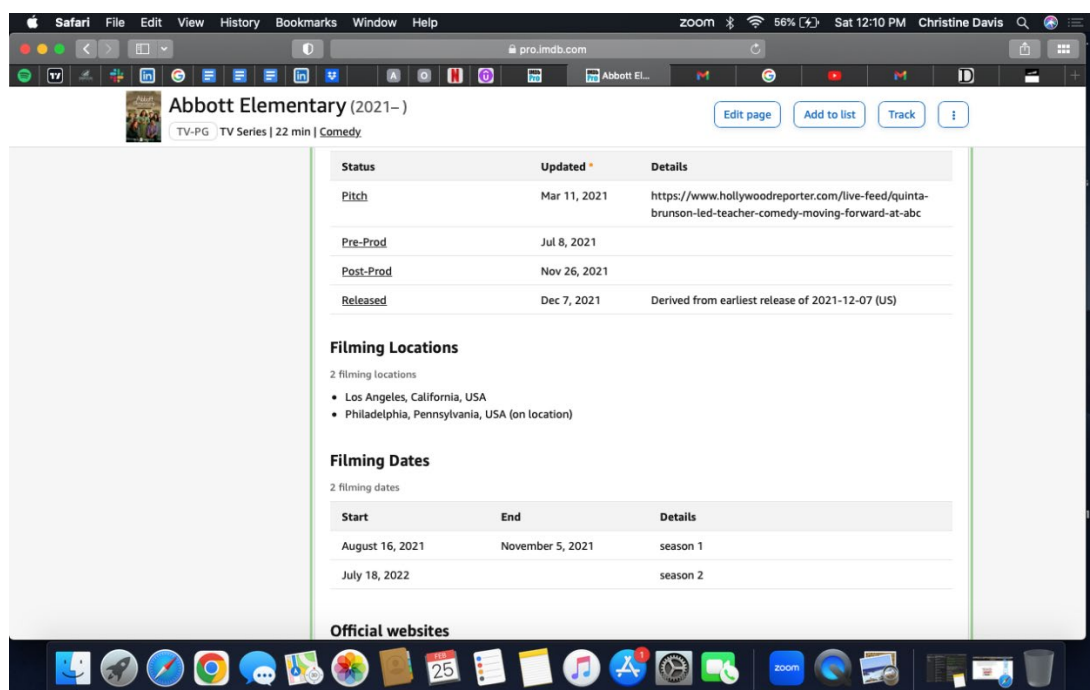 Safari File Edit View History Bookmarks Window Help zoom 56% Sat 12:10 PM Christine Davis
pro.imdb.com
Abbott El...
Abbott Elementary (2021– )
TV-PG TV Series | 22 min | Comedy
Edit page Add to list Track
Status Updated Details
Pitch Mar 11, 2021 https://www.hollywoodreporter.com/live-feed/quinta-
brunson-led-teacher-comedy-moving-forward-at-abc
Pre-Prod Jul 8, 2021
Post-Prod Nov 26, 2021
Released Dec 7, 2021 Derived from earliest release of 2021-12-07 (US)
Filming Locations
2 filming locations
• Los Angeles, California, USA
• Philadelphia, Pennsylvania, USA (on location)
Filming Dates
2 filming dates
Start End Details
August 16, 2021 November 5, 2021 season 1
July 18, 2022 season 2
Official websites
FEB
25
1
zoom